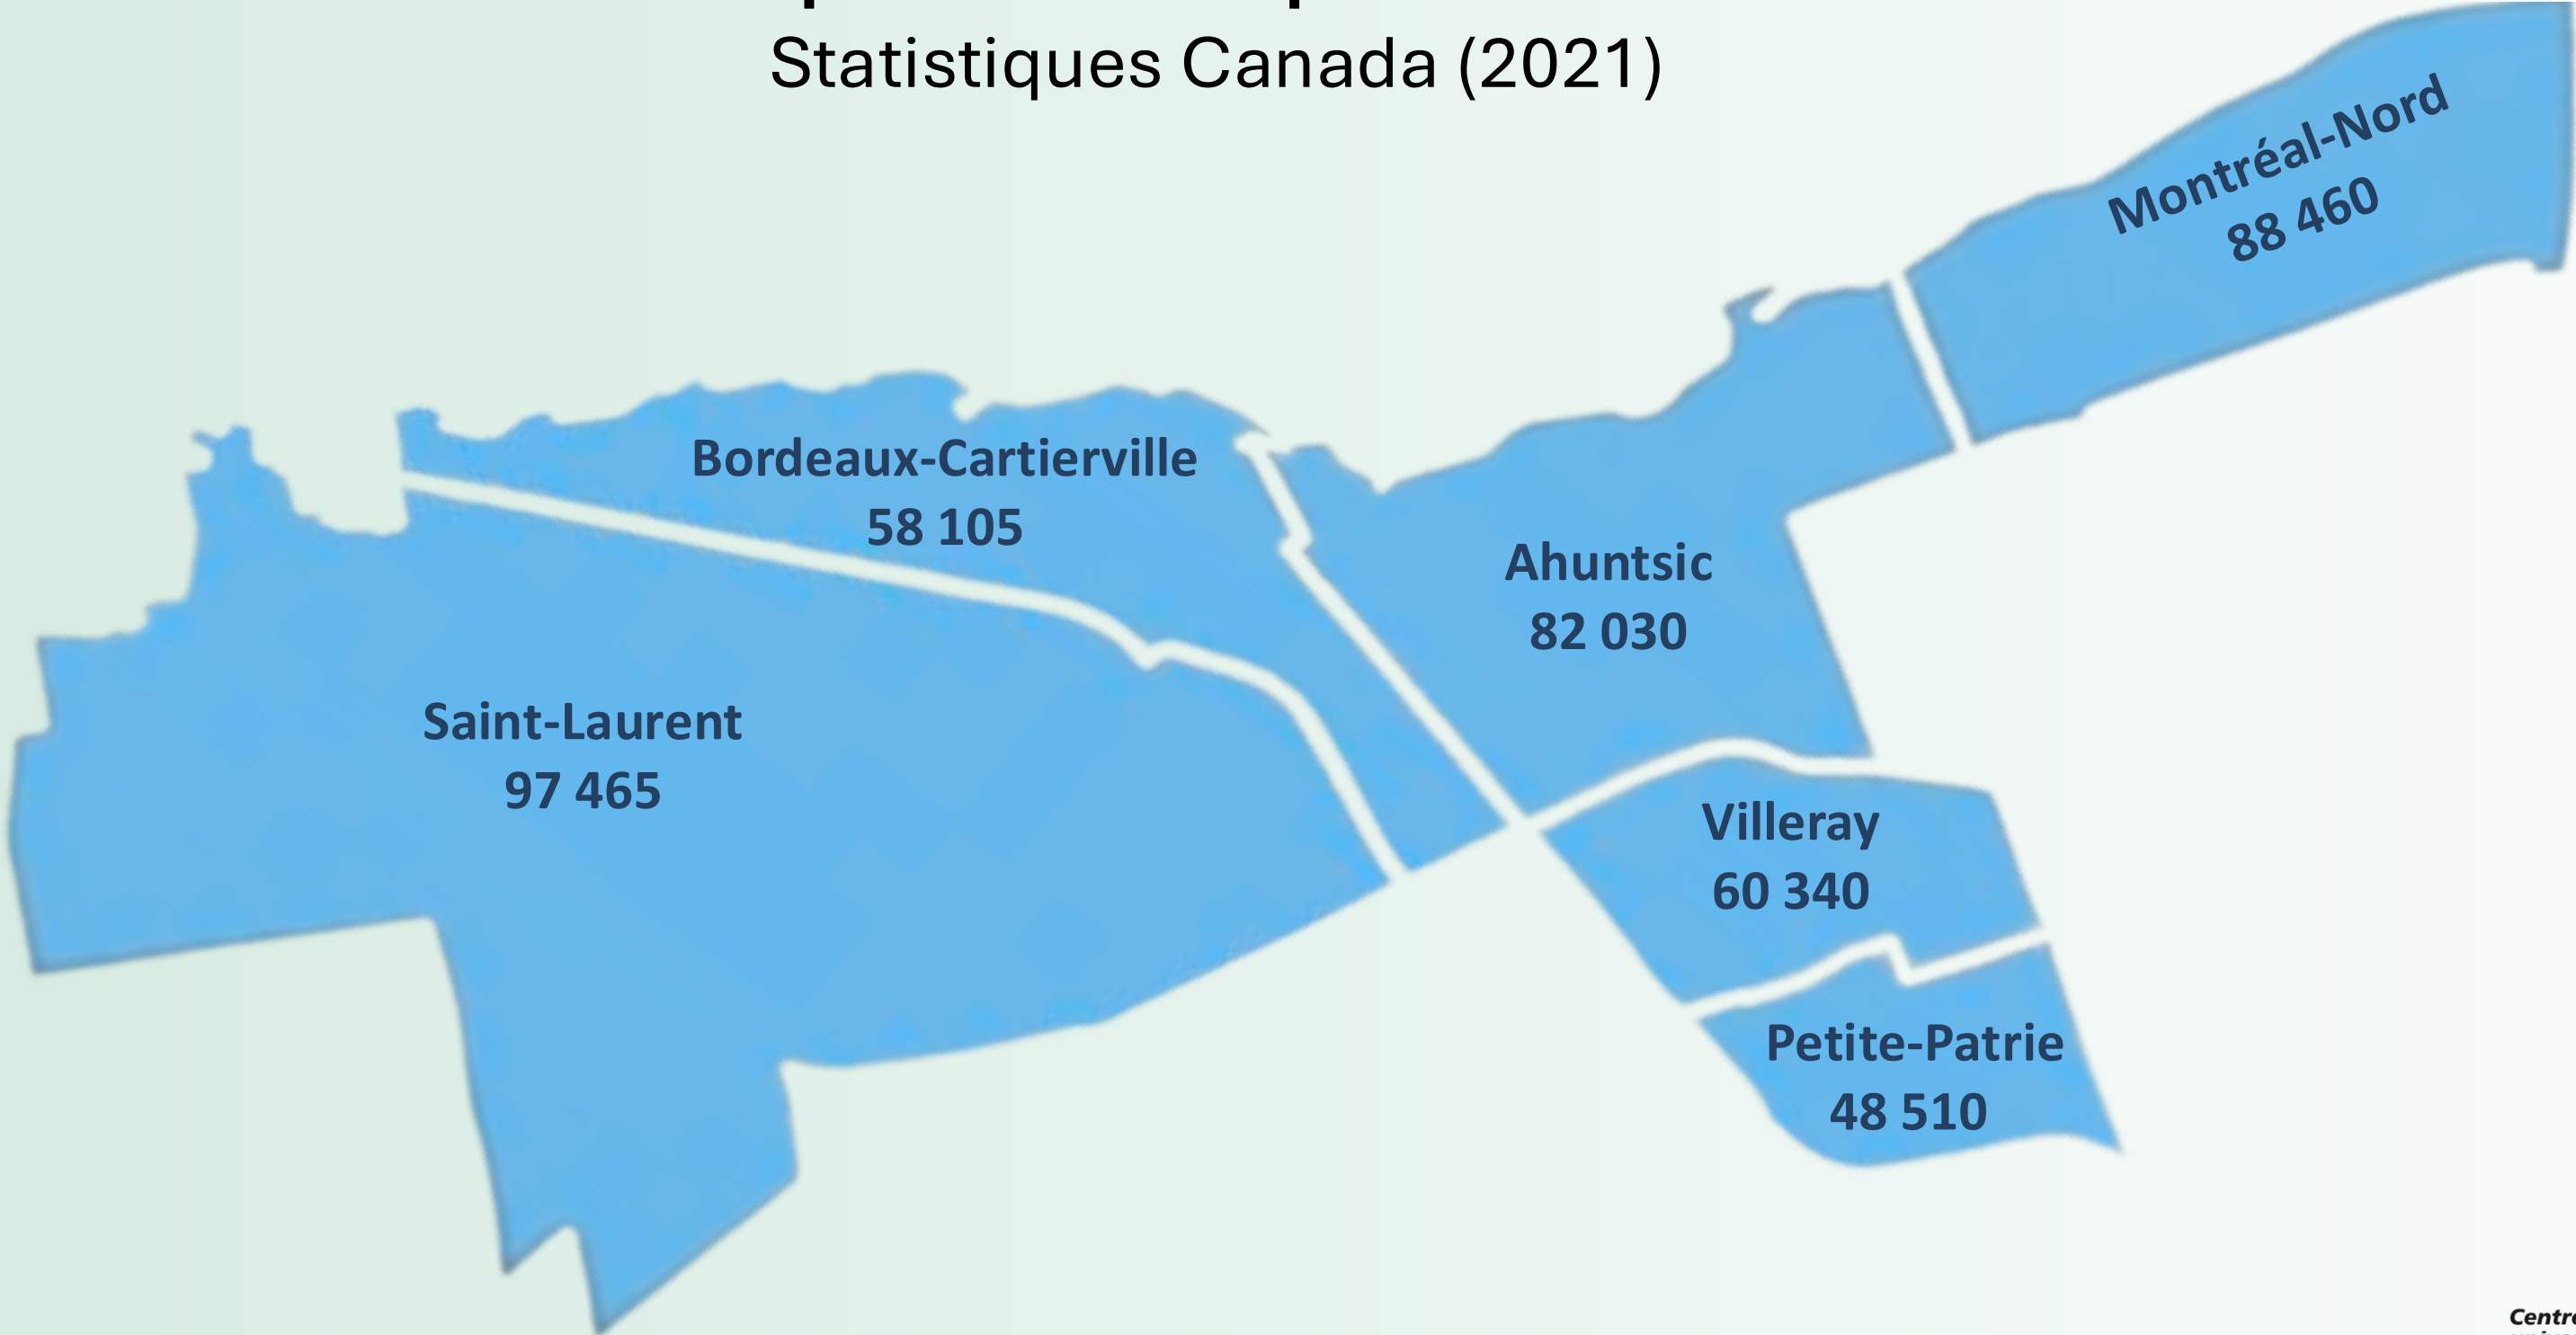 Statistiques Canada (2021)
Montréal-Nord
88 460
Bordeaux-Cartierville
58 105
Ahuntsic
82 030
Saint-Laurent
97 465
Villeray
60 340
Petite-Patrie
48 510